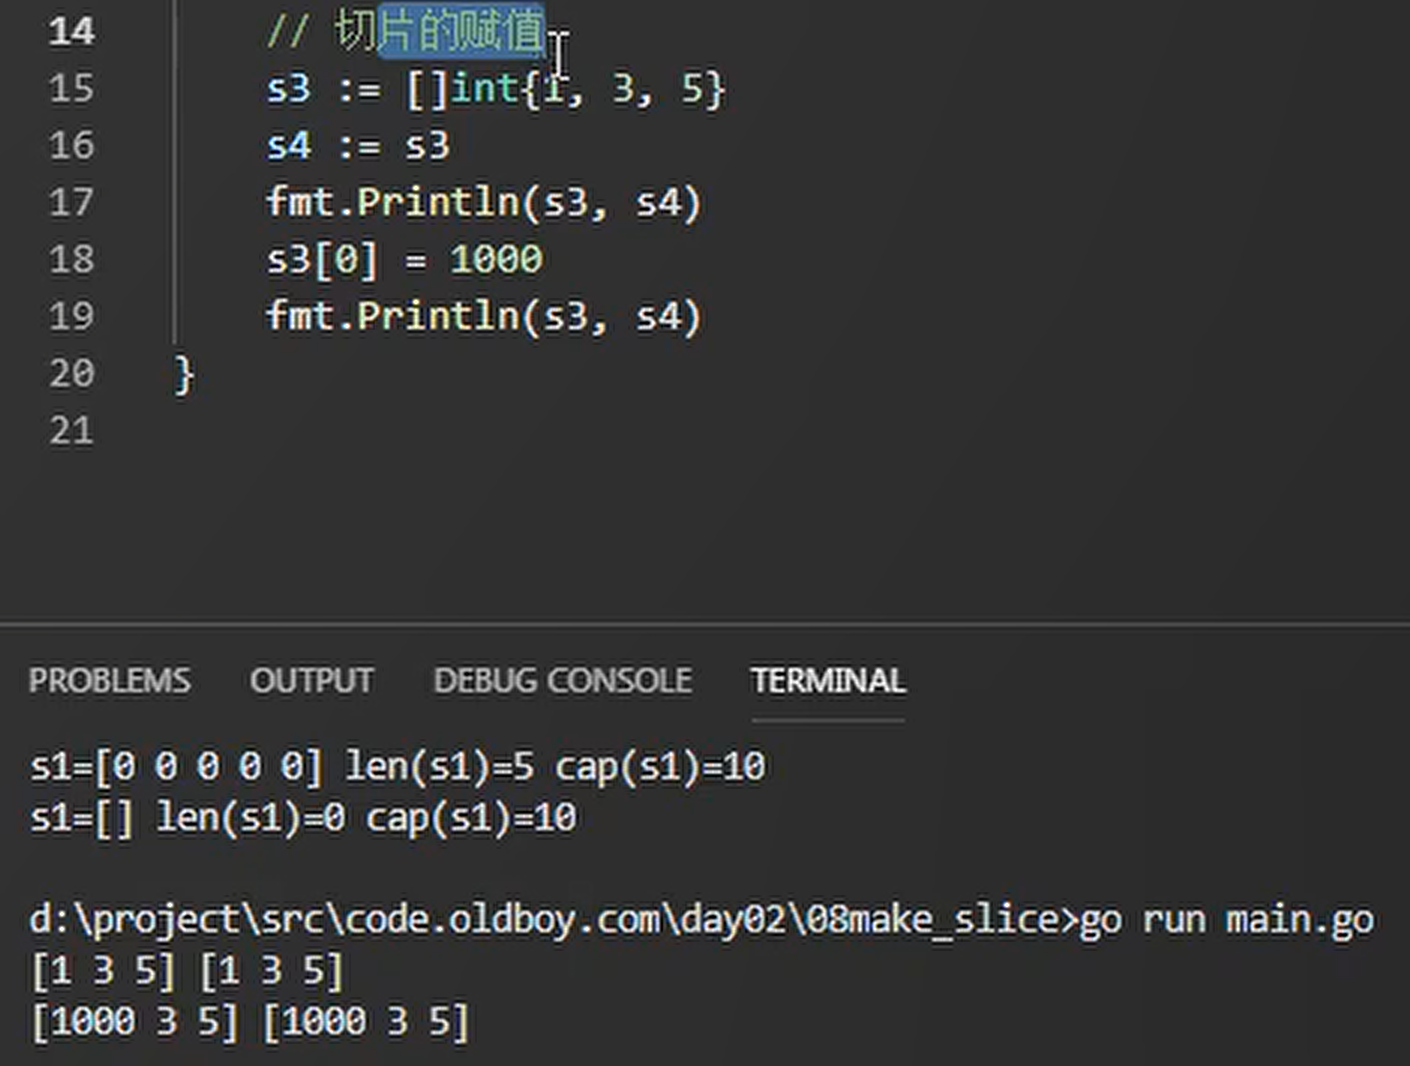 14 // 切片的赋值
15 s3 := []int{1, 3, 5}
16 s4 := s3
17 fmt.Println(s3, s4)
18 s3[0] = 1000
19 fmt.Println(s3, s4)
20 }
21
PROBLEMS OUTPUT DEBUG CONSOLE TERMINAL
s1=[0 0 0 0 0] len(s1)=5 cap(s1)=10
s1=[] len(s1)=0 cap(s1)=10
d:\project\src\code.oldboy.com\day02\08make_slice>go run main.go
[1 3 5] [1 3 5]
[1000 3 5] [1000 3 5]